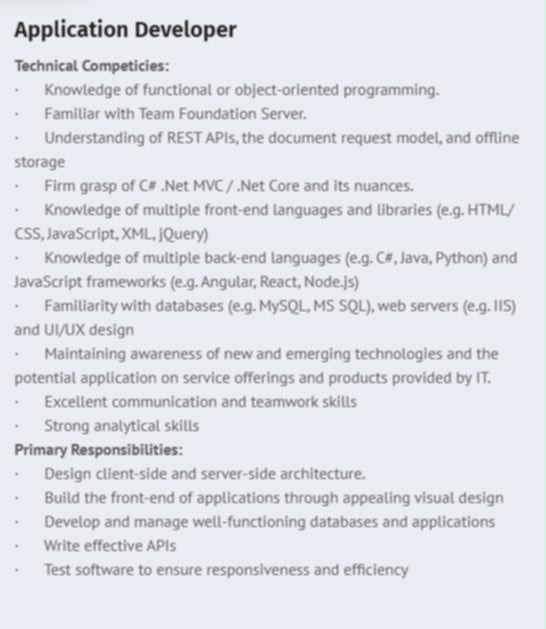 Application Developer
Technical Competicies:
· Knowledge of functional or object-oriented programming.
· Familiar with Team Foundation Server.
· Understanding of REST APIs, the document request model, and offline
storage
· Firm grasp of C# .Net MVC / .Net Core and its nuances.
· Knowledge of multiple front-end languages and libraries (e.g. HTML/
CSS, JavaScript, XML, jQuery)
· Knowledge of multiple back-end languages (e.g. C#, Java, Python) and
JavaScript frameworks (e.g. Angular, React, Node.js)
· Familiarity with databases (e.g. MySQL, MS SQL), web servers (e.g. IIS)
and UI/UX design
· Maintaining awareness of new and emerging technologies and the
potential application on service offerings and products provided by IT.
· Excellent communication and teamwork skills
· Strong analytical skills
Primary Responsibilities:
· Design client-side and server-side architecture.
· Build the front-end of applications through appealing visual design
· Develop and manage well-functioning databases and applications
· Write effective APIs
· Test software to ensure responsiveness and efficiency